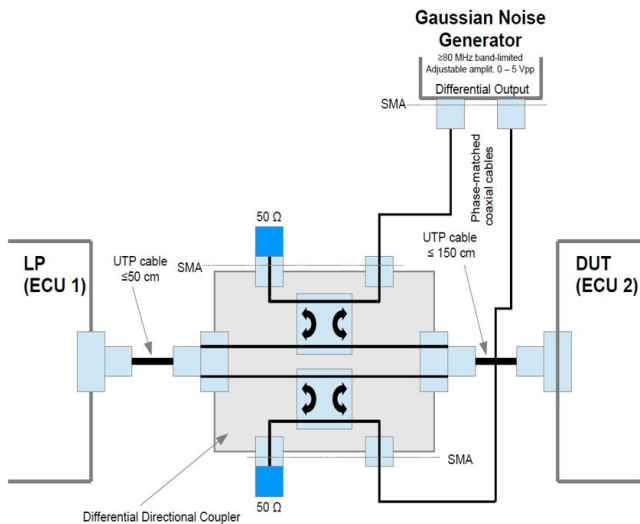 Gaussian Noise
Generator
≥80 MHz band-limited
Adjustable amplit. 0 – 5 Vpp
Differential Output
SMA
Phase-matched
coaxial cables
50 Ω
UTP cable
≤50 cm
UTP cable
≤ 150 cm
SMA
LP
(ECU 1)
DUT
(ECU 2)
SMA
50 Ω
Differential Directional Coupler